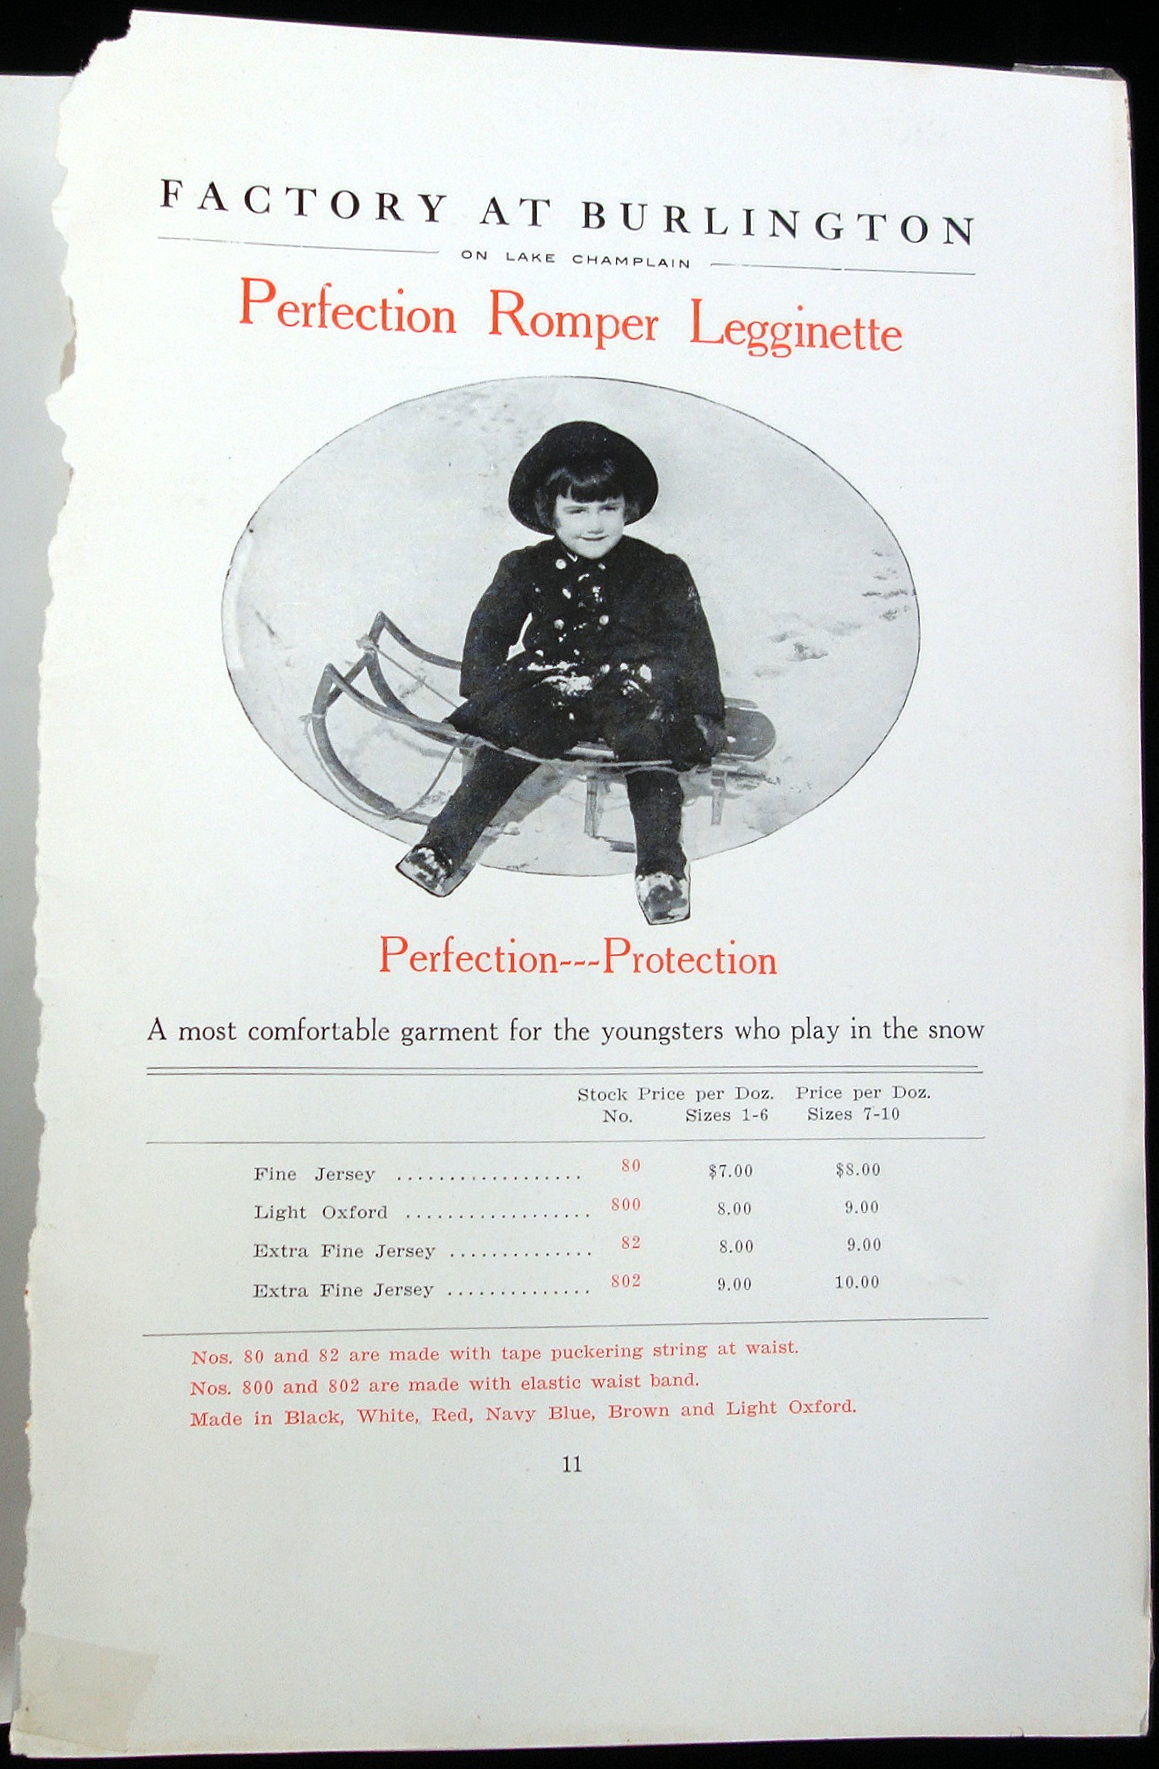 FACTORY AT BURLINGTON
ON LAKE CHAMPLAIN
Perfection Romper Legginette
Perfection---Protection
A most comfortable garment for the youngsters who play in the snow
Stock Price per Doz. Price per Doz.
No. Sizes 1-6 Sizes 7-10
Fine Jersey .................. 80 $7.00 $8.00
Light Oxford .................. 800 8.00 9.00
Extra Fine Jersey .............. 82 8.00 9.00
Extra Fine Jersey .............. 802 9.00 10.00
Nos. 80 and 82 are made with tape puckering string at waist.
Nos. 800 and 802 are made with elastic waist band.
Made in Black, White, Red, Navy Blue, Brown and Light Oxford.
11